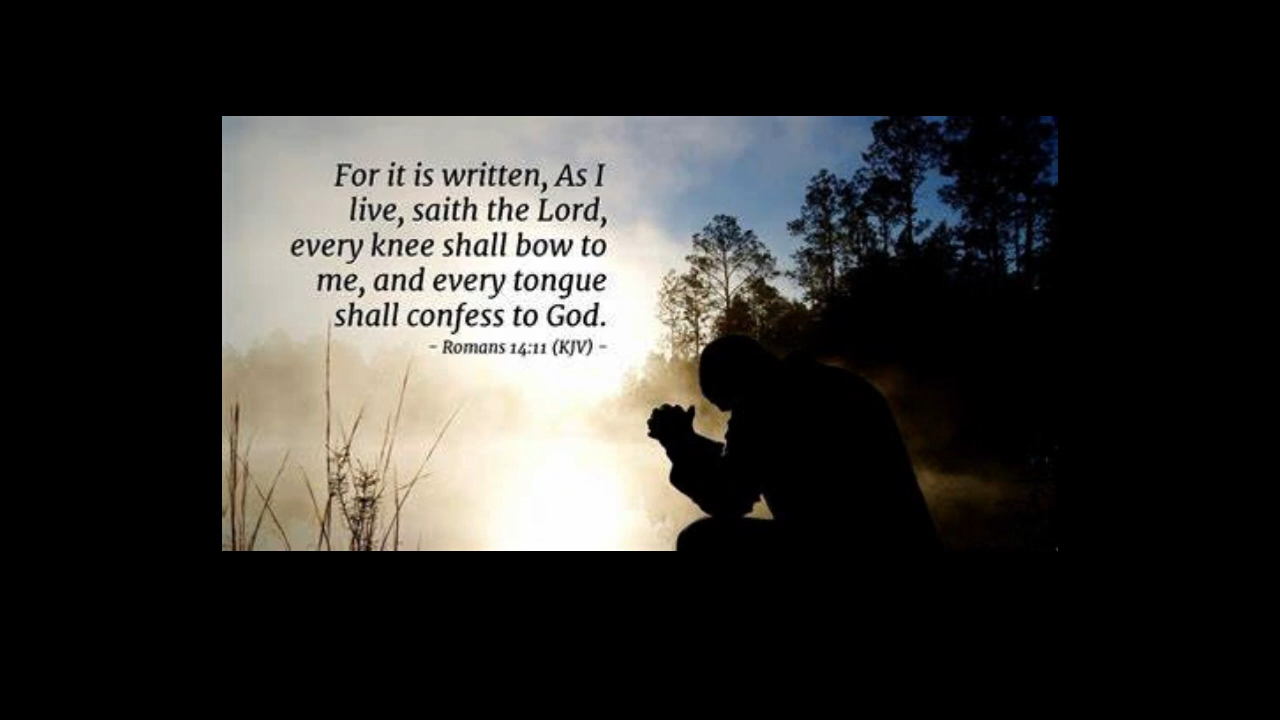 For it is written, As I
live, saith the Lord,
every knee shall bow to
me, and every tongue
shall confess to God.
- Romans 14:11 (KJV) -